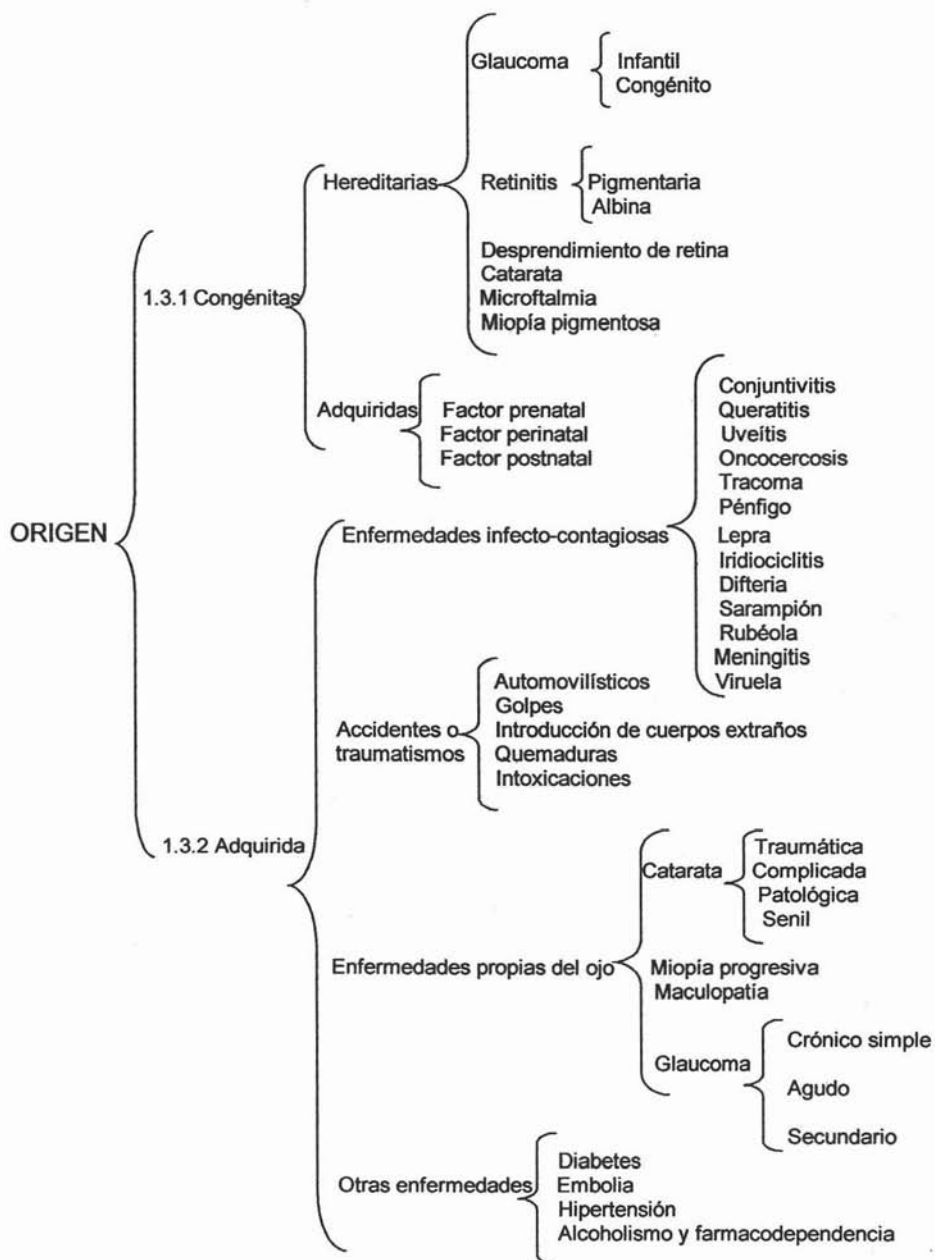 ORIGEN
1.3.1 Congénitas
Hereditarias
Glaucoma
Infantil
Congénito
Retinitis
Pigmentaria
Albina
Desprendimiento de retina
Catarata
Microftalmia
Miopía pigmentosa
Adquiridas
Factor prenatal
Factor perinatal
Factor postnatal
1.3.2 Adquirida
Enfermedades infecto-contagiosas
Conjuntivitis
Queratitis
Uveítis
Oncocercosis
Tracoma
Pénfigo
Lepra
Iridiociclitis
Difteria
Sarampión
Rubéola
Meningitis
Viruela
Accidentes o
traumatismos
Automovilísticos
Golpes
Introducción de cuerpos extraños
Quemaduras
Intoxicaciones
Enfermedades propias del ojo
Catarata
Traumática
Complicada
Patológica
Senil
Miopía progresiva
Maculopatía
Glaucoma
Crónico simple
Agudo
Secundario
Otras enfermedades
Diabetes
Embolia
Hipertensión
Alcoholismo y farmacodependencia